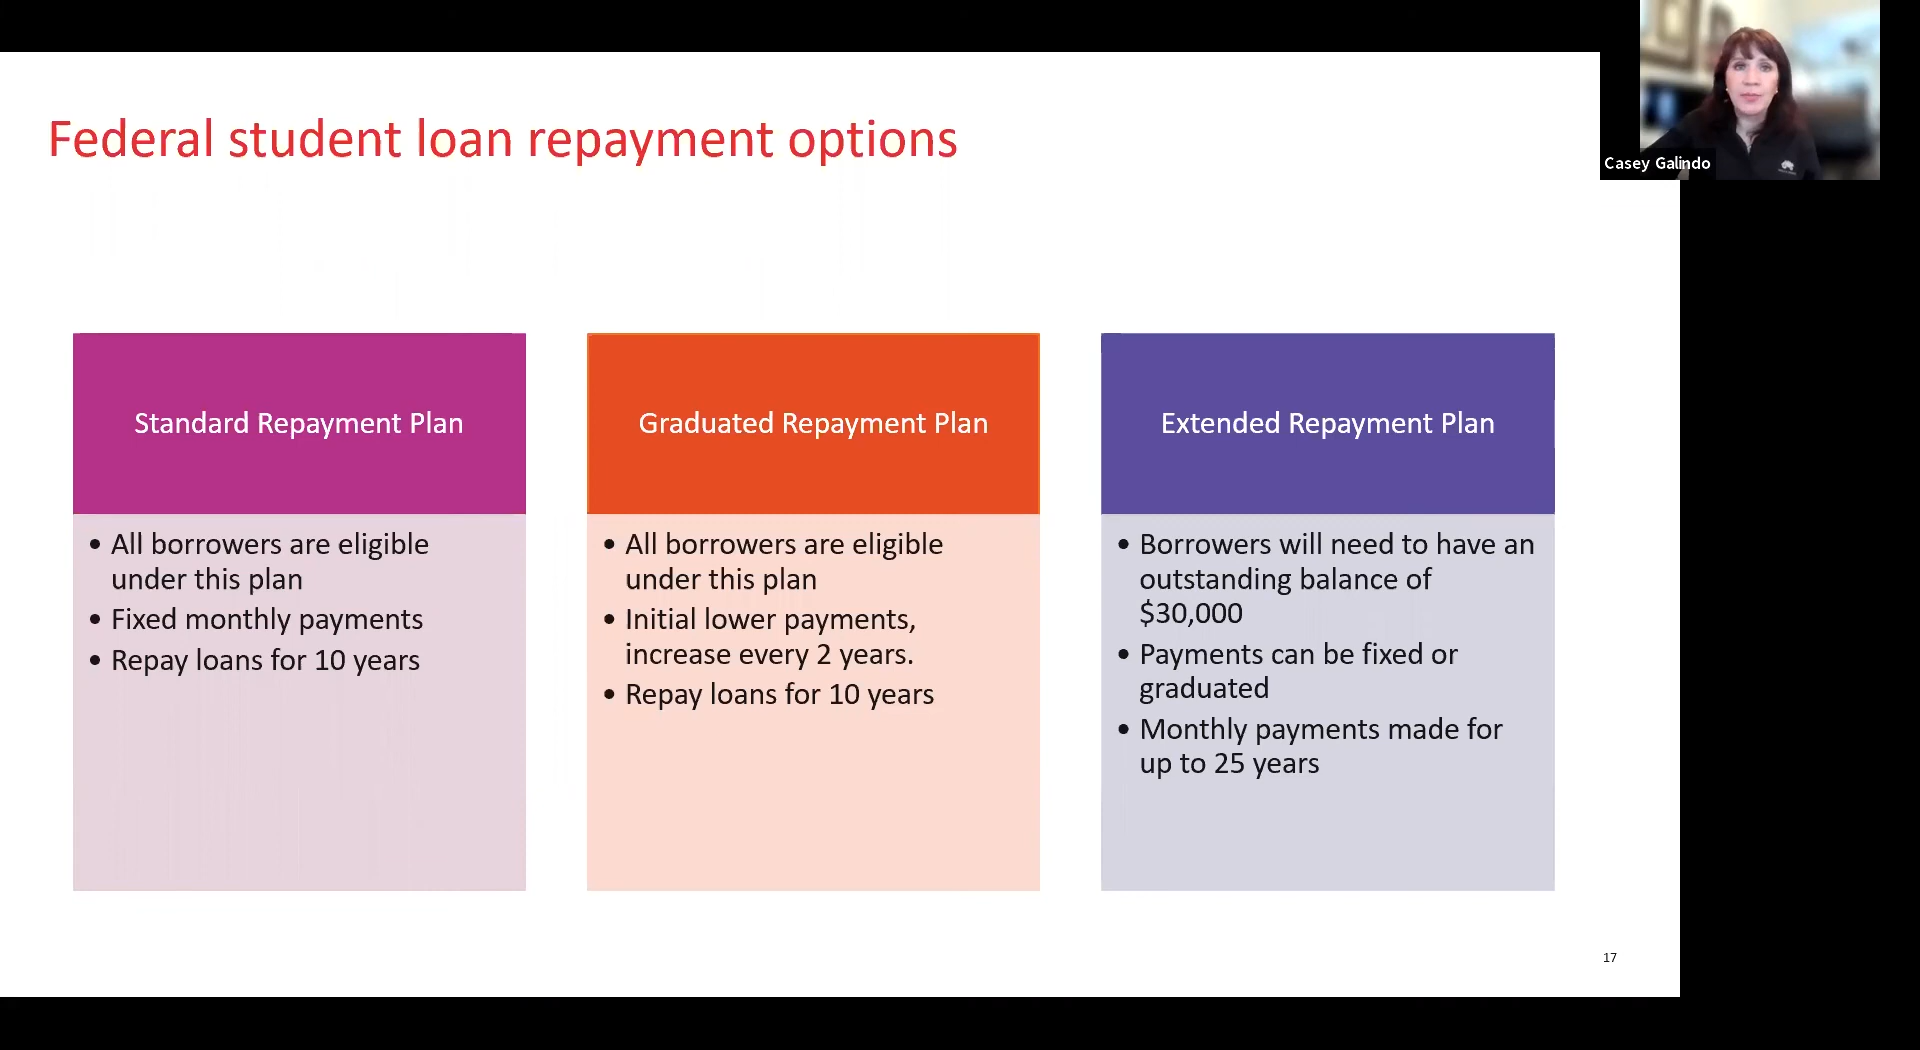 Federal student loan repayment options
Casey Galindo
Standard Repayment Plan
• All borrowers are eligible
under this plan
• Fixed monthly payments
• Repay loans for 10 years
Graduated Repayment Plan
• All borrowers are eligible
under this plan
• Initial lower payments,
increase every 2 years.
• Repay loans for 10 years
Extended Repayment Plan
• Borrowers will need to have an
outstanding balance of
$30,000
• Payments can be fixed or
graduated
• Monthly payments made for
up to 25 years
17